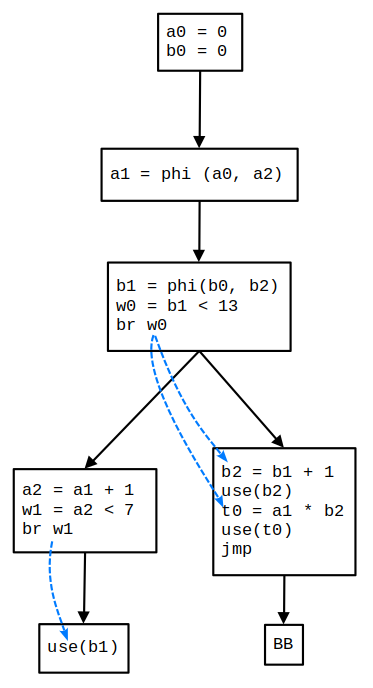 a0 = 0
b0 = 0
a1 = phi (a0, a2)
b1 = phi(b0, b2)
w0 = b1 < 13
br w0
a2 = a1 + 1
w1 = a2 < 7
br w1
b2 = b1 + 1
use(b2)
t0 = a1 * b2
use(t0)
jmp
use(b1)
BB